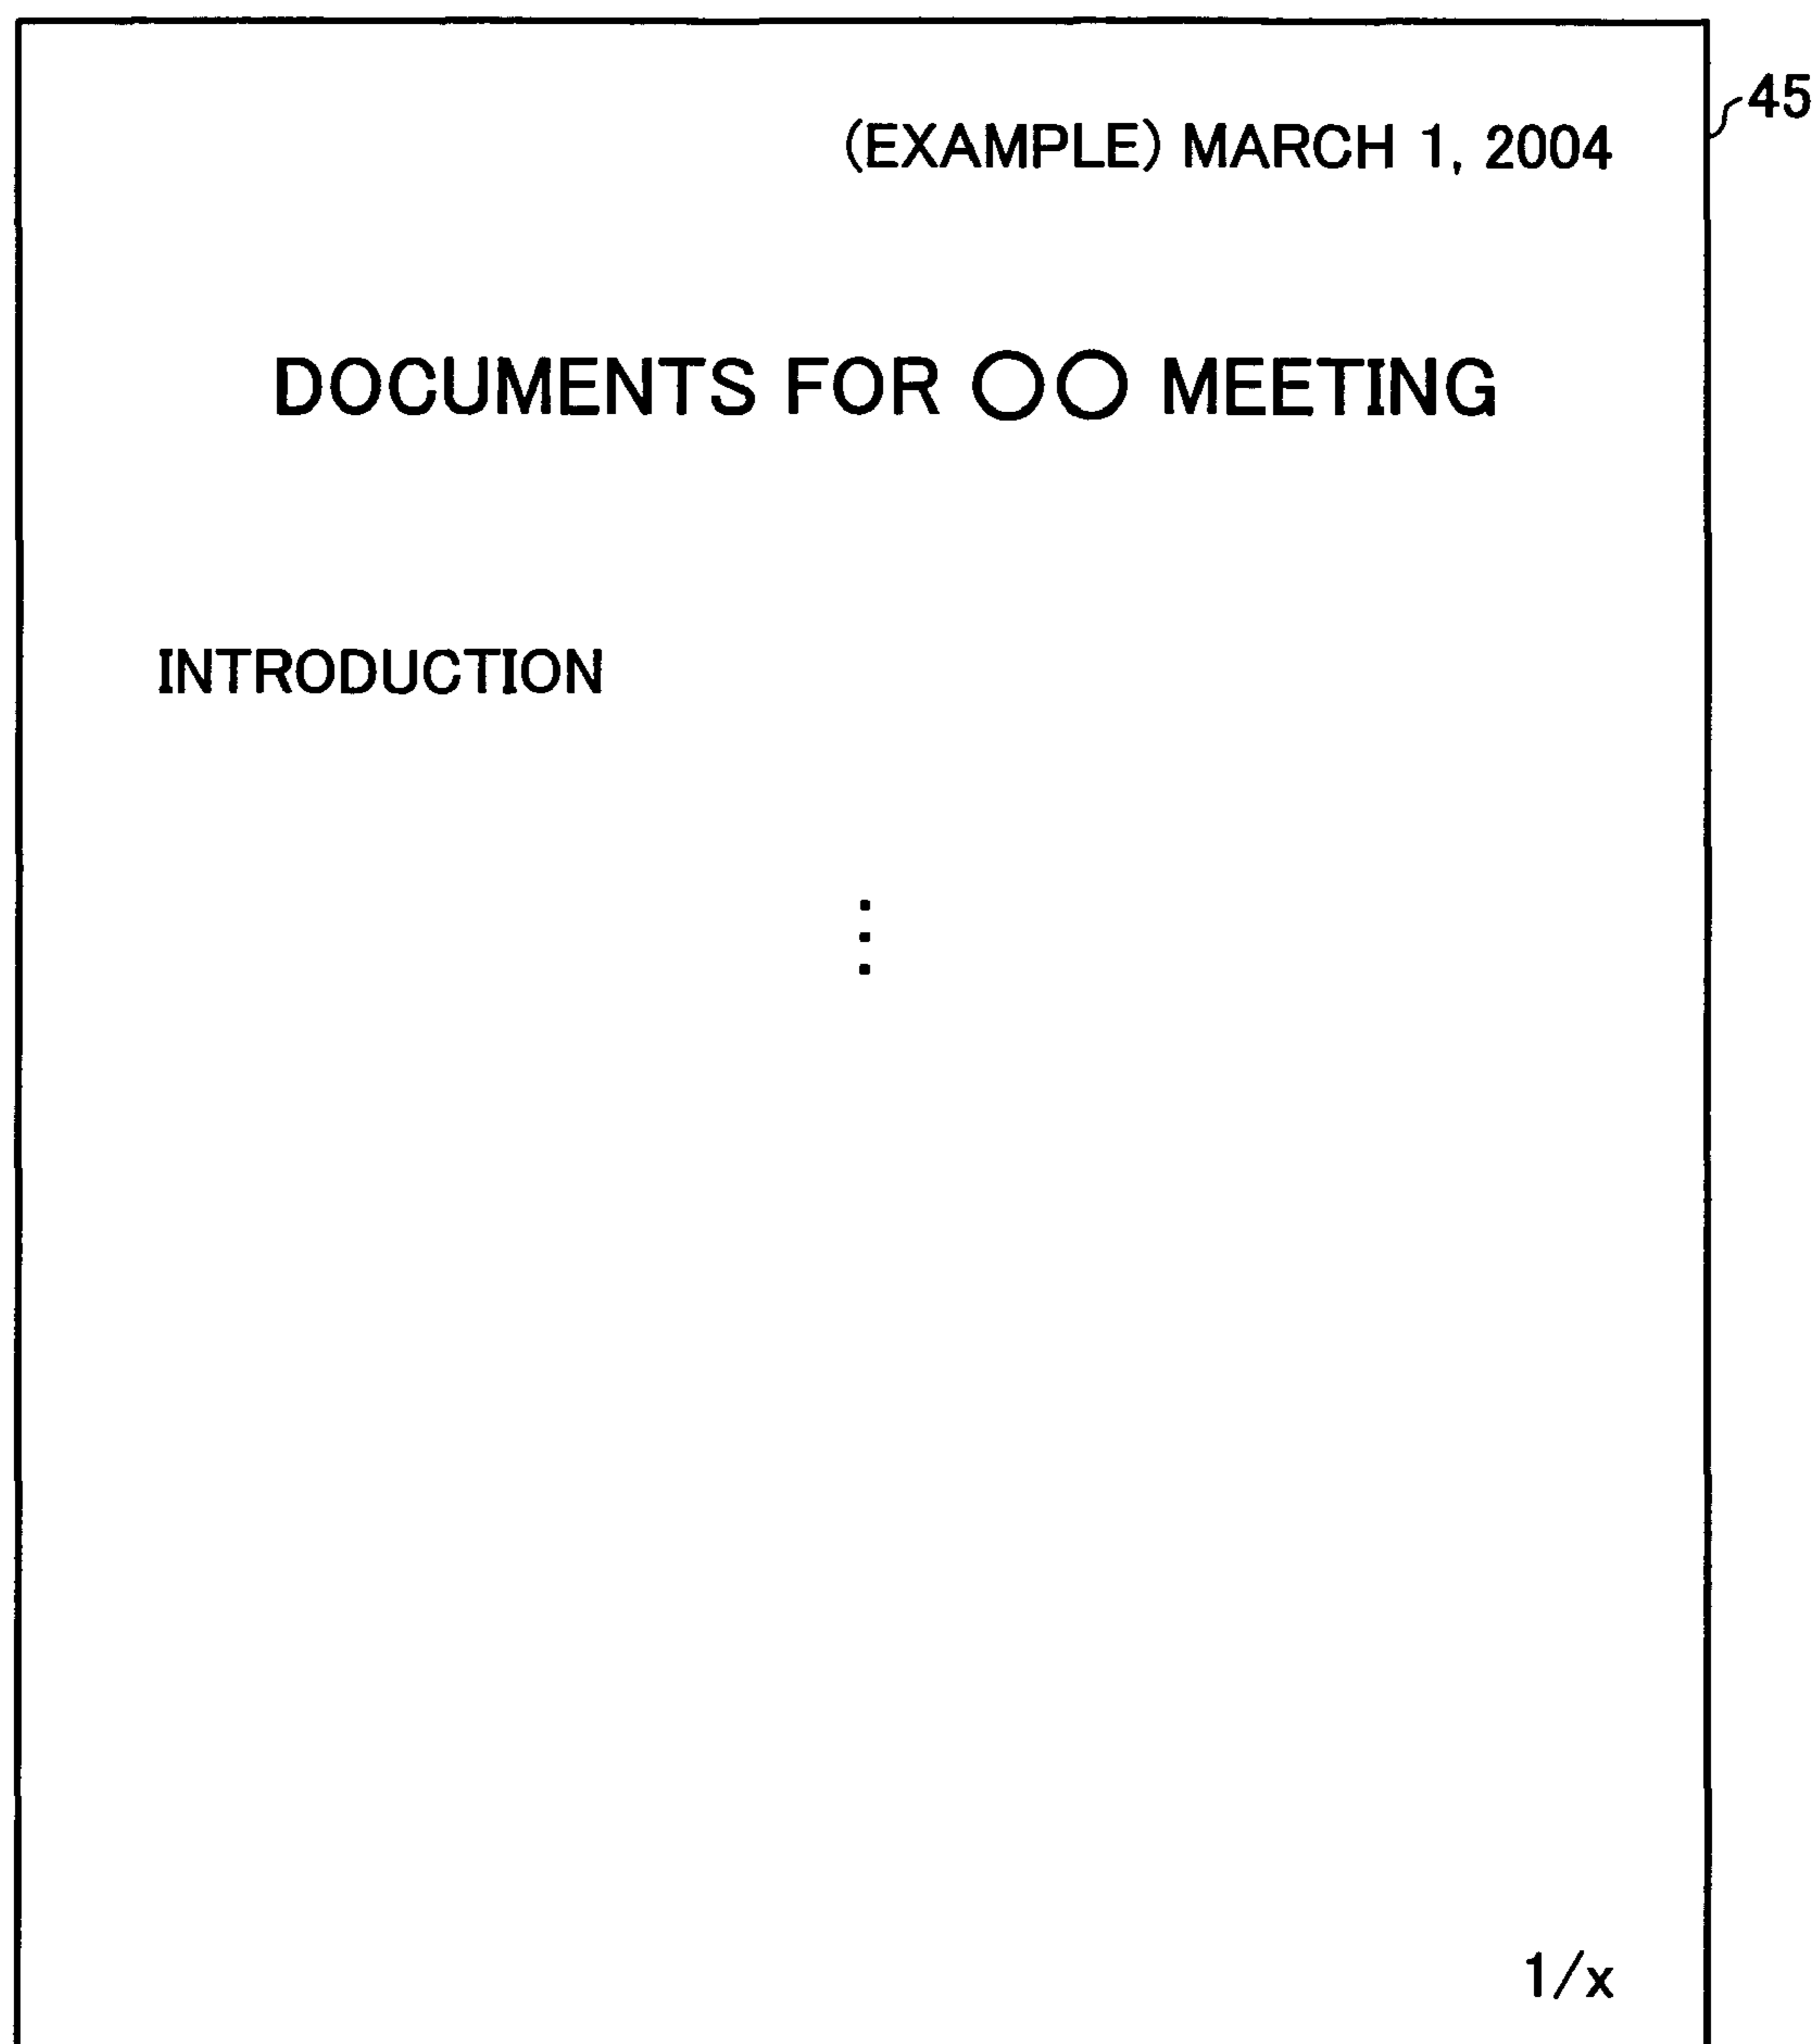 45
(EXAMPLE) MARCH 1, 2004
DOCUMENTS FOR ○○ MEETING
INTRODUCTION
⋮
1/x